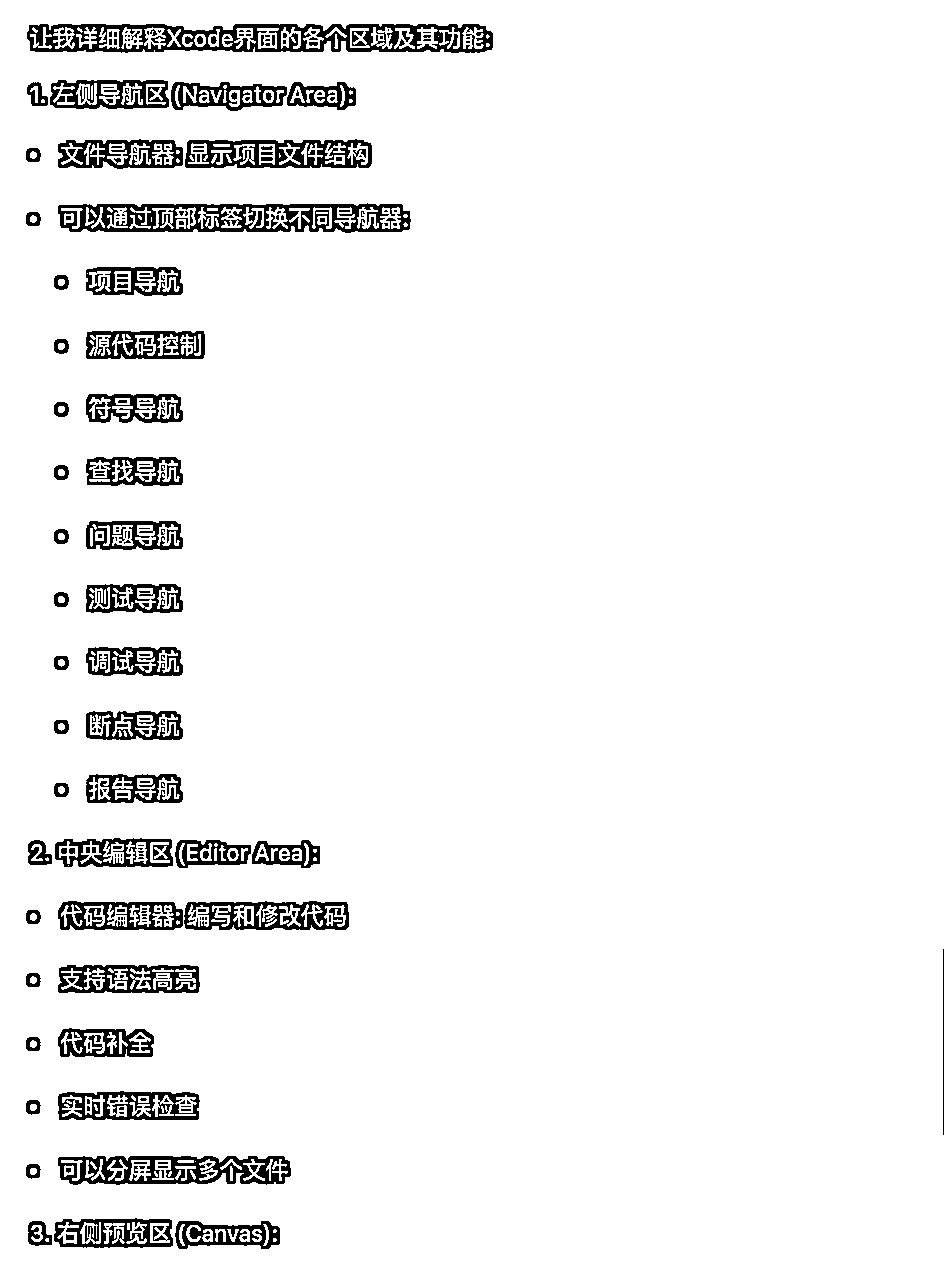 让我详细解释Xcode界面的各个区域及其功能:
1. 左侧导航区 (Navigator Area):
文件导航器: 显示项目文件结构
可以通过顶部标签切换不同导航器:
项目导航
源代码控制
符号导航
查找导航
问题导航
测试导航
调试导航
断点导航
报告导航
2. 中央编辑区 (Editor Area):
代码编辑器: 编写和修改代码
支持语法高亮
代码补全
实时错误检查
可以分屏显示多个文件
3. 右侧预览区 (Canvas):